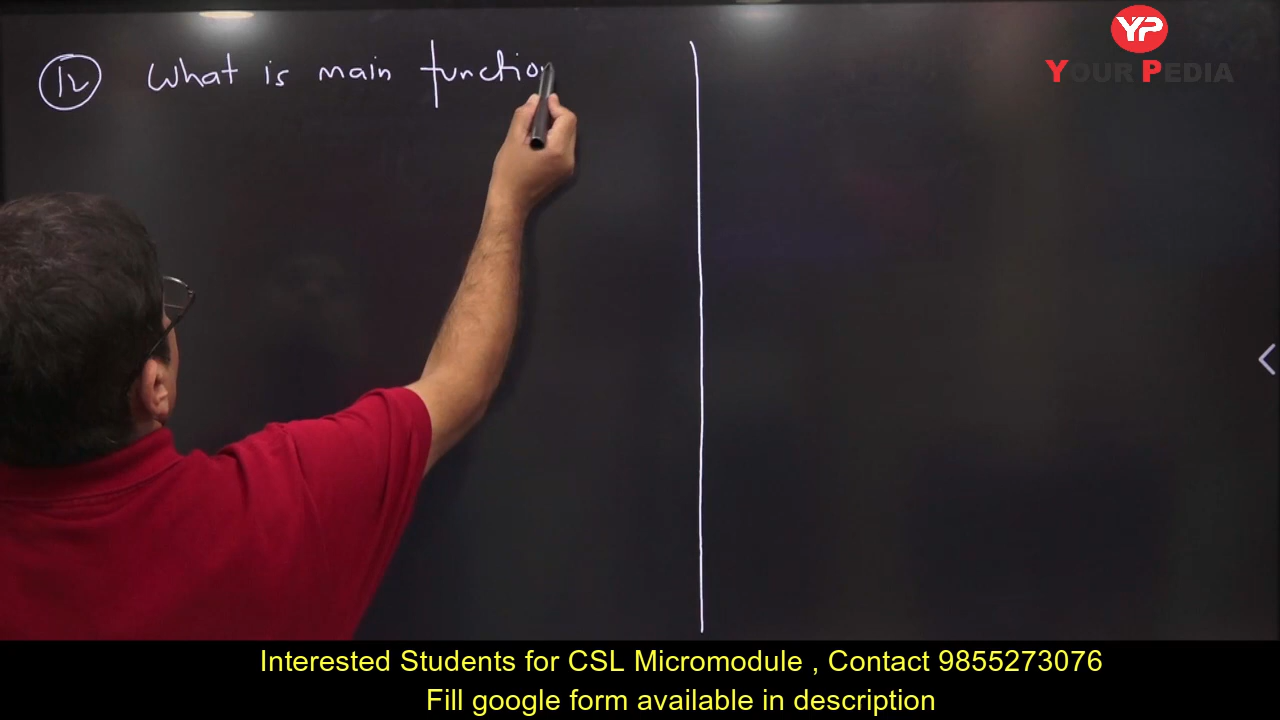 YP
YOUR PEDIA
12 What is main function
Interested Students for CSL Micromodule , Contact 9855273076
Fill google form available in description